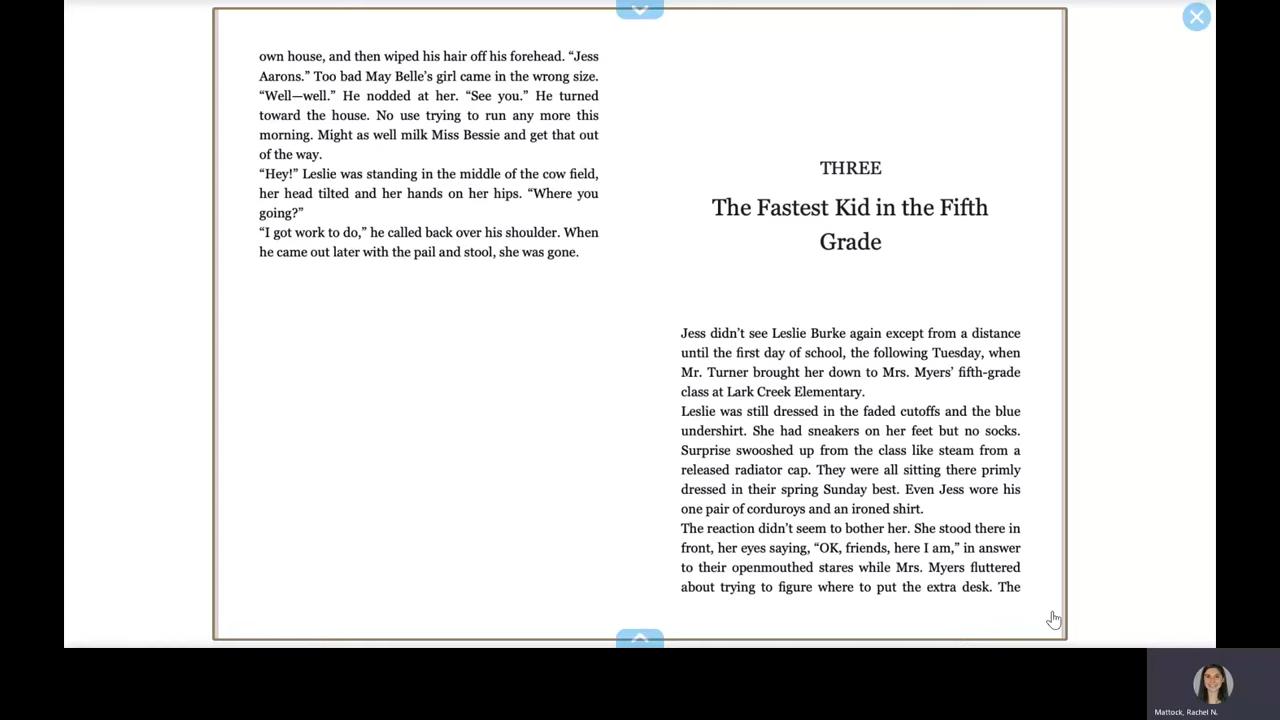 own house, and then wiped his hair off his forehead. “Jess
Aarons.” Too bad May Belle’s girl came in the wrong size.
“Well—well.” He nodded at her. “See you.” He turned
toward the house. No use trying to run any more this
morning. Might as well milk Miss Bessie and get that out
of the way.
“Hey!” Leslie was standing in the middle of the cow field,
her head tilted and her hands on her hips. “Where you
going?”
“I got work to do,” he called back over his shoulder. When
he came out later with the pail and stool, she was gone.
THREE
The Fastest Kid in the Fifth
Grade
Jess didn’t see Leslie Burke again except from a distance
until the first day of school, the following Tuesday, when
Mr. Turner brought her down to Mrs. Myers’ fifth-grade
class at Lark Creek Elementary.
Leslie was still dressed in the faded cutoffs and the blue
undershirt. She had sneakers on her feet but no socks.
Surprise swooshed up from the class like steam from a
released radiator cap. They were all sitting there primly
dressed in their spring Sunday best. Even Jess wore his
one pair of corduroys and an ironed shirt.
The reaction didn’t seem to bother her. She stood there in
front, her eyes saying, “OK, friends, here I am,” in answer
to their openmouthed stares while Mrs. Myers fluttered
about trying to figure where to put the extra desk. The
Mattock, Rachel N.